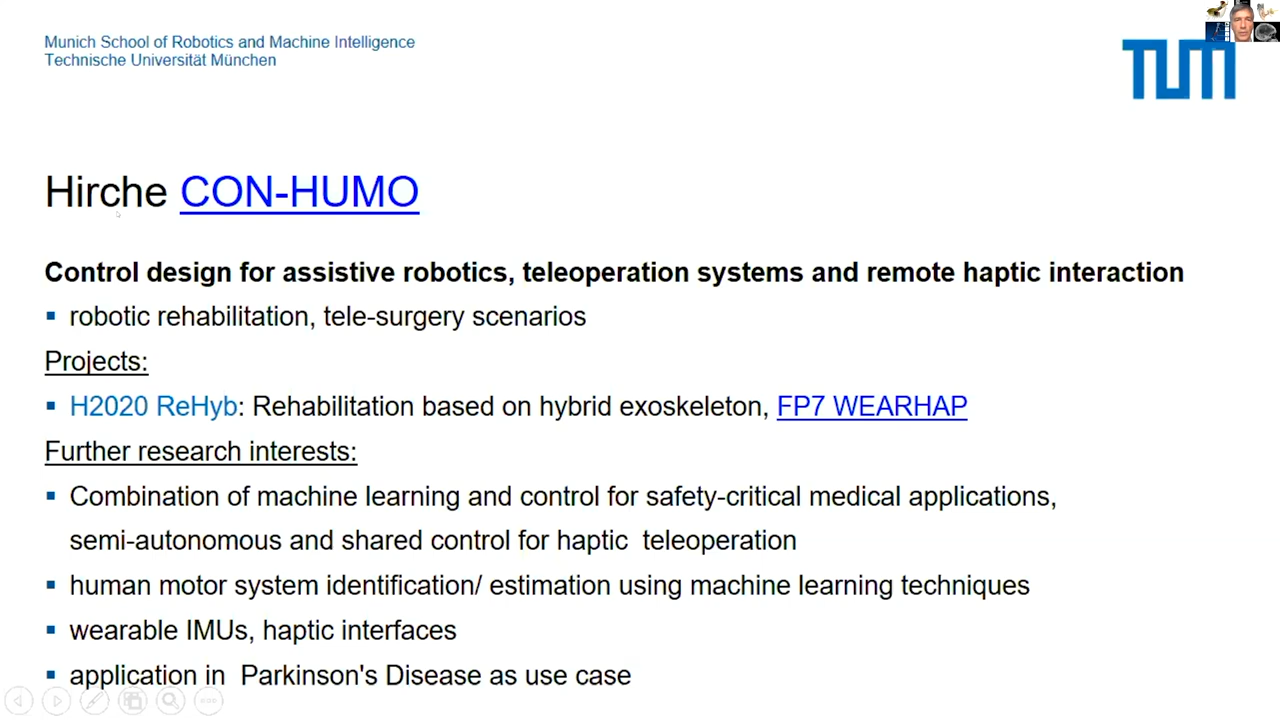 Munich School of Robotics and Machine Intelligence
Technische Universität München
TUM
Hirche CON-HUMO
Control design for assistive robotics, teleoperation systems and remote haptic interaction
▪ robotic rehabilitation, tele-surgery scenarios
Projects:
▪ H2020 ReHyb: Rehabilitation based on hybrid exoskeleton, FP7 WEARHAP
Further research interests:
▪ Combination of machine learning and control for safety-critical medical applications,
semi-autonomous and shared control for haptic  teleoperation
▪ human motor system identification/ estimation using machine learning techniques
▪ wearable IMUs, haptic interfaces
▪ application in  Parkinson's Disease as use case